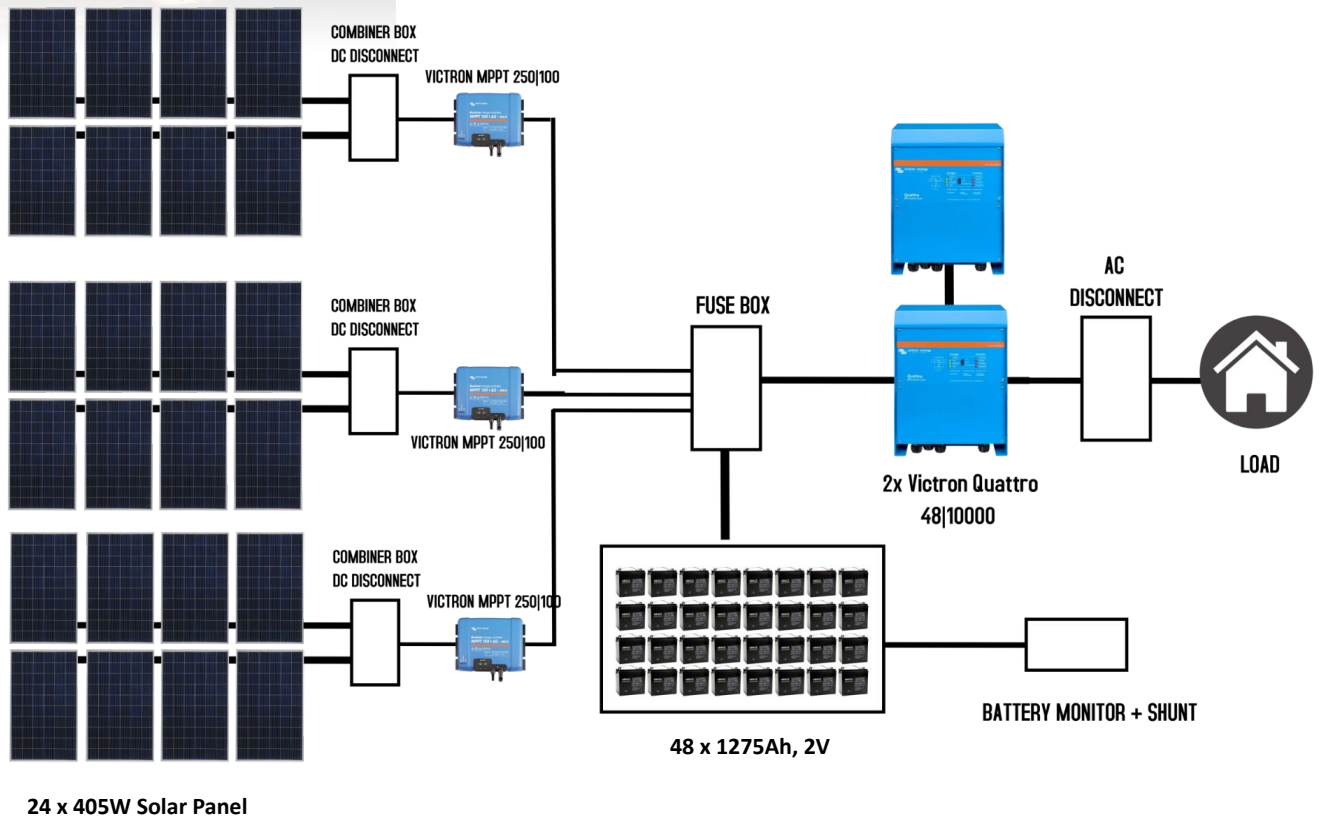 COMBINER BOX
DC DISCONNECT
VICTRON MPPT 250|100
COMBINER BOX
DC DISCONNECT
VICTRON MPPT 250|100
COMBINER BOX
DC DISCONNECT
VICTRON MPPT 250|100
FUSE BOX
AC
DISCONNECT
LOAD
2x Victron Quattro
48|10000
BATTERY MONITOR + SHUNT
48 x 1275Ah, 2V
24 x 405W Solar Panel